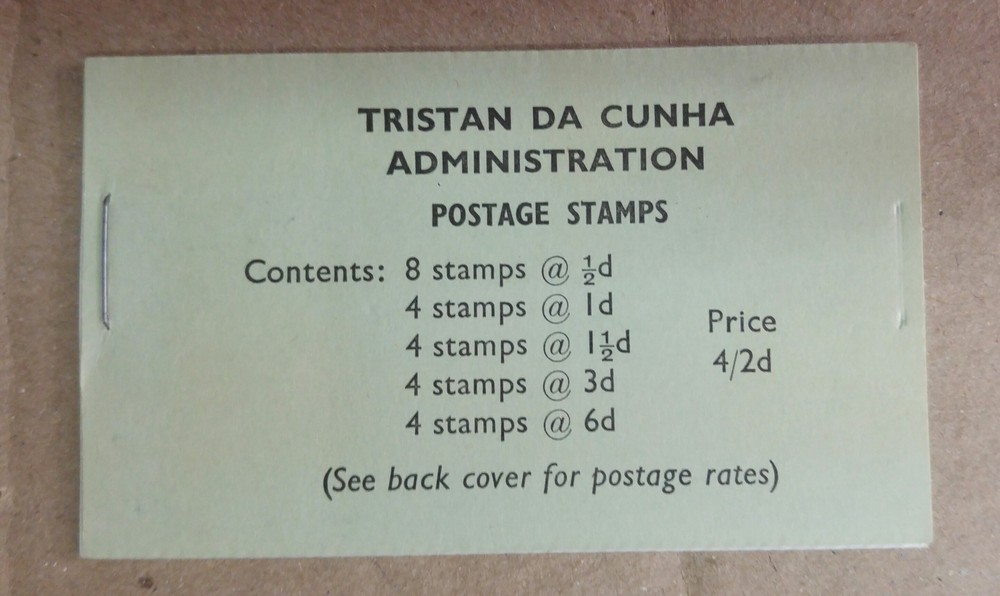 TRISTAN DA CUNHA
ADMINISTRATION
POSTAGE STAMPS
Contents: 8 stamps @ ½d
4 stamps @ 1d
4 stamps @ 1½d
4 stamps @ 3d
4 stamps @ 6d
Price
4/2d
(See back cover for postage rates)